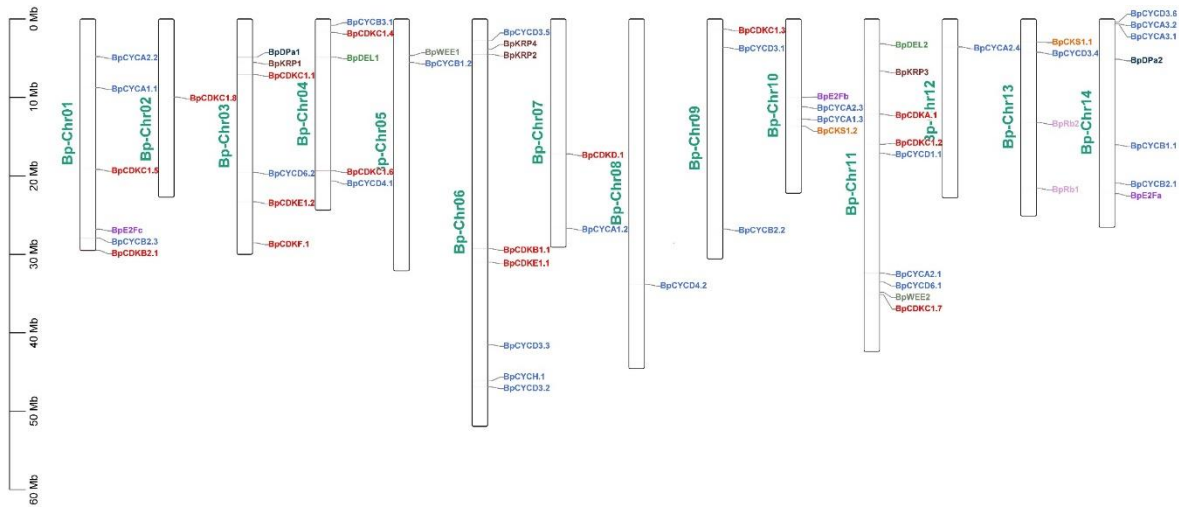 0 Mb
10 Mb
20 Mb
30 Mb
40 Mb
50 Mb
60 Mb
Bp-Chr01
BpCYCA2.2
BpCYCA1.1
BpCDKC1.5
BpE2Fc
BpCYCB2.3
BpCDKB2.1
Bp-Chr02
BpCDKC1.8
Bp-Chr03
BpDPa1
BpKRP1
BpCDKC1.1
BpCYCD6.2
BpCDKE1.2
BpCDKF.1
Bp-Chr04
BpCYCB3.1
BpCDKC1.4
BpDEL1
BpCDKC1.6
BpCYCD4.1
Bp-Chr05
BpWEE1
BpCYCB1.2
Bp-Chr06
BpCYCD3.5
BpKRP4
BpKRP2
BpCDKB1.1
BpCDKE1.1
BpCYCD3.3
BpCYCH.1
BpCYCD3.2
Bp-Chr07
BpCDKD.1
BpCYCA1.2
Bp-Chr08
BpCYCD4.2
Bp-Chr09
BpCDKC1.3
BpCYCD3.1
BpCYCB2.2
Bp-Chr10
BpE2Fb
BpCYCA2.3
BpCYCA1.3
BpCKS1.2
Bp-Chr11
BpDEL2
BpKRP3
BpCDKA.1
BpCDKC1.2
BpCYCD1.1
BpCYCA2.1
BpCYCD6.1
BpWEE2
BpCDKC1.7
Bp-Chr12
BpCYCA2.4
Bp-Chr13
BpCKS1.1
BpCYCD3.4
BpRb2
BpRb1
Bp-Chr14
BpCYCD3.6
BpCYCA3.2
BpCYCA3.1
BpDPa2
BpCYCB1.1
BpCYCB2.1
BpE2Fa